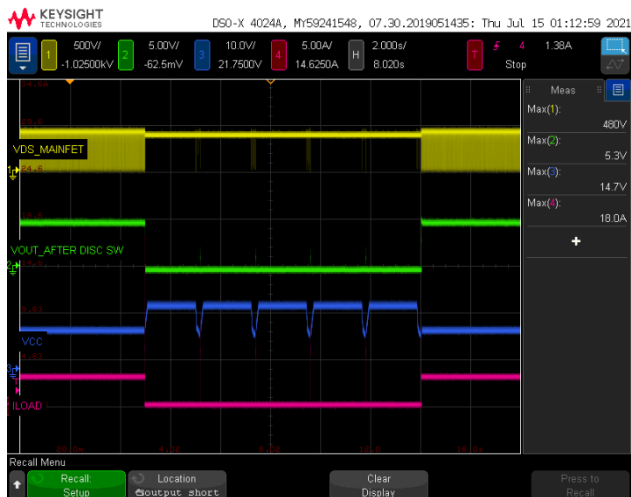 KEYSIGHT
TECHNOLOGIES
DSO-X 4024A, MY59241548, 07.30.2019051435: Thu Jul 15 01:12:59 2021
1 500V/ 2 5.00V/ 3 10.0V/ 4 5.00A/ H 2.000s/ T 4 1.38A
-1.02500kV -62.5mV 21.7500V 14.6250A 8.020s Stop
Meas
Max(1):
480V
Max(2):
5.3V
Max(3):
14.7V
Max(4):
18.0A
+
VDS_MAINFET
VOUT_AFTER DISC SW
VCC
ILOAD
Recall Menu
Recall: Location Clear Press to
Setup output short Display Recall